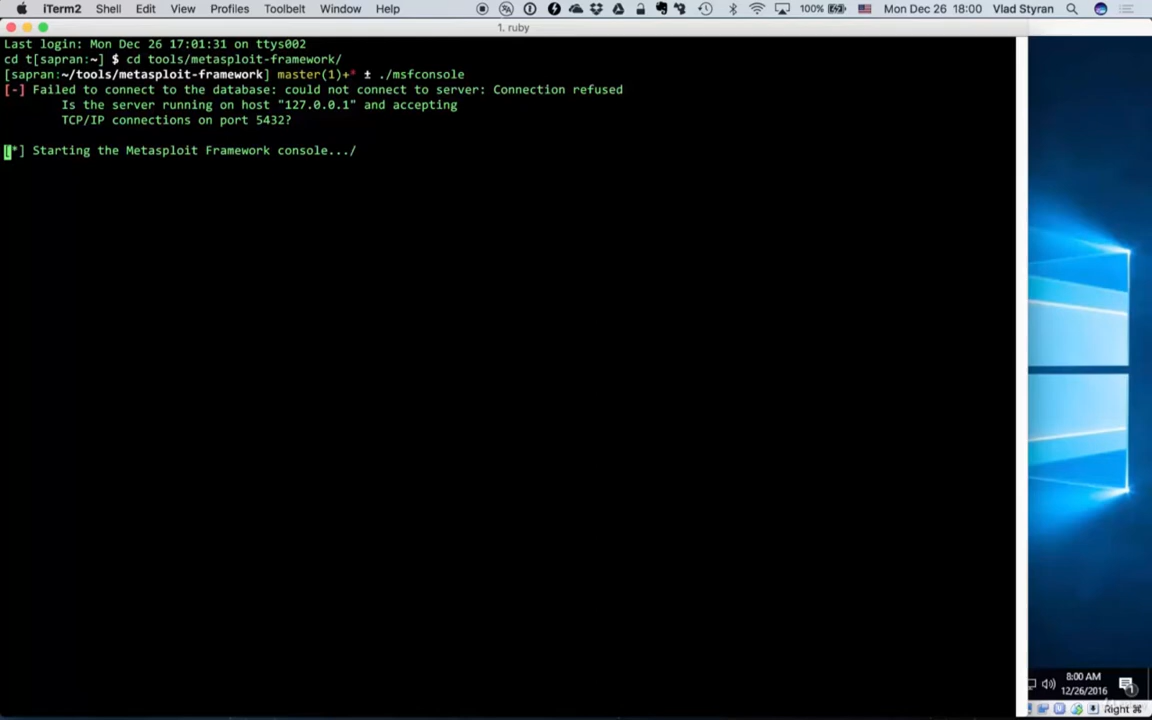 iTerm2 Shell Edit View Profiles Toolbelt Window Help 100% Mon Dec 26 18:00 Vlad Styran
1. ruby
Last login: Mon Dec 26 17:01:31 on ttys002
cd t[sapran:~] $ cd tools/metasploit-framework/
[sapran:~/tools/metasploit-framework] master(1)+* ± ./msfconsole
[-] Failed to connect to the database: could not connect to server: Connection refused
Is the server running on host "127.0.0.1" and accepting
TCP/IP connections on port 5432?
[*] Starting the Metasploit Framework console.../
8:00 AM
12/26/2016
1
Right ⌘